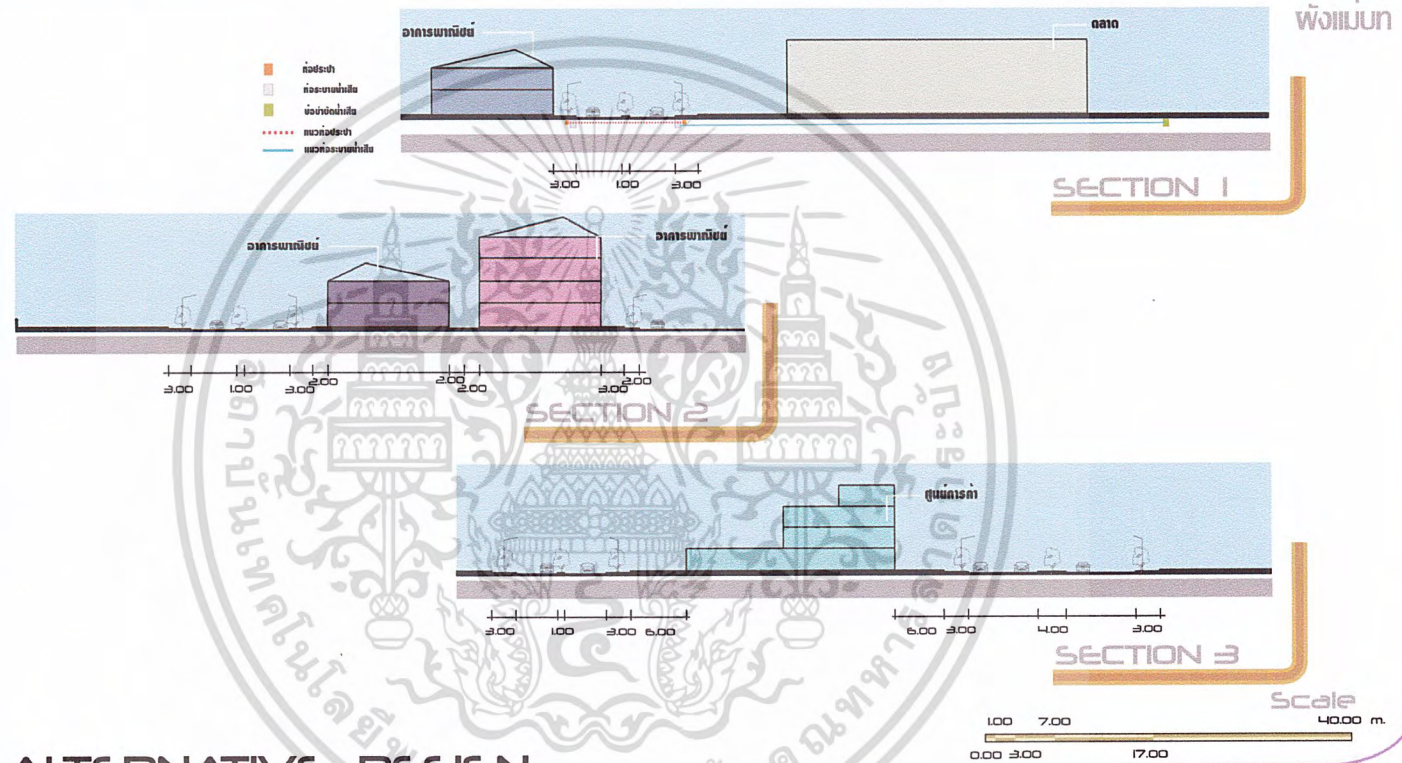 ผังแม่บท
อาคารพาณิชย์
ตลาด
ท่อประปา
ท่อระบายน้ำเสีย
บ่อบำบัดน้ำเสีย
แนวท่อประปา
แนวท่อระบายน้ำเสีย
3.00 1.00 3.00
SECTION 1
อาคารพาณิชย์
อาคารพาณิชย์
3.00 1.00 3.00 2.00 2.00 2.00 3.00 2.00
SECTION 2
ศูนย์การค้า
3.00 1.00 3.00 6.00 6.00 3.00 4.00 3.00
SECTION 3
Scale
1.00 7.00 40.00 m.
0.00 3.00 17.00
ALTERNATIVE DESIGN